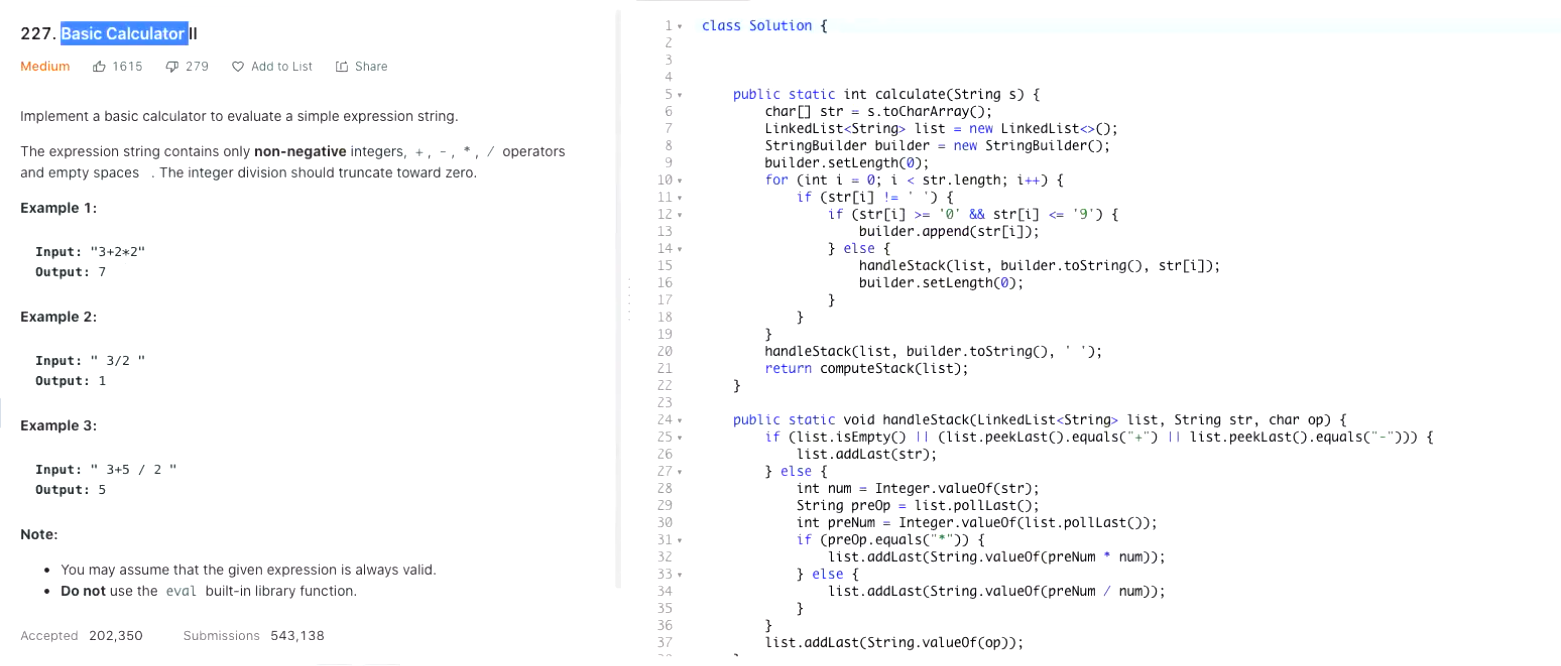 227. Basic Calculator II
Medium 1615 279 Add to List Share
Implement a basic calculator to evaluate a simple expression string.
The expression string contains only non-negative integers, +, -, *, / operators
and empty spaces . The integer division should truncate toward zero.
Example 1:
Input: "3+2*2"
Output: 7
Example 2:
Input: " 3/2 "
Output: 1
Example 3:
Input: " 3+5 / 2 "
Output: 5
Note:
You may assume that the given expression is always valid.
Do not use the eval built-in library function.
Accepted 202,350 Submissions 543,138
1 class Solution {
2
3
4
5 public static int calculate(String s) {
6 char[] str = s.toCharArray();
7 LinkedList<String> list = new LinkedList<>();
8 StringBuilder builder = new StringBuilder();
9 builder.setLength(0);
10 for (int i = 0; i < str.length; i++) {
11 if (str[i] != ' ') {
12 if (str[i] >= '0' && str[i] <= '9') {
13 builder.append(str[i]);
14 } else {
15 handleStack(list, builder.toString(), str[i]);
16 builder.setLength(0);
17 }
18 }
19 }
20 handleStack(list, builder.toString(), ' ');
21 return computeStack(list);
22 }
23
24 public static void handleStack(LinkedList<String> list, String str, char op) {
25 if (list.isEmpty() || (list.peekLast().equals("+") || list.peekLast().equals("-"))) {
26 list.addLast(str);
27 } else {
28 int num = Integer.valueOf(str);
29 String preOp = list.pollLast();
30 int preNum = Integer.valueOf(list.pollLast());
31 if (preOp.equals("*")) {
32 list.addLast(String.valueOf(preNum * num));
33 } else {
34 list.addLast(String.valueOf(preNum / num));
35 }
36 }
37 list.addLast(String.valueOf(op));